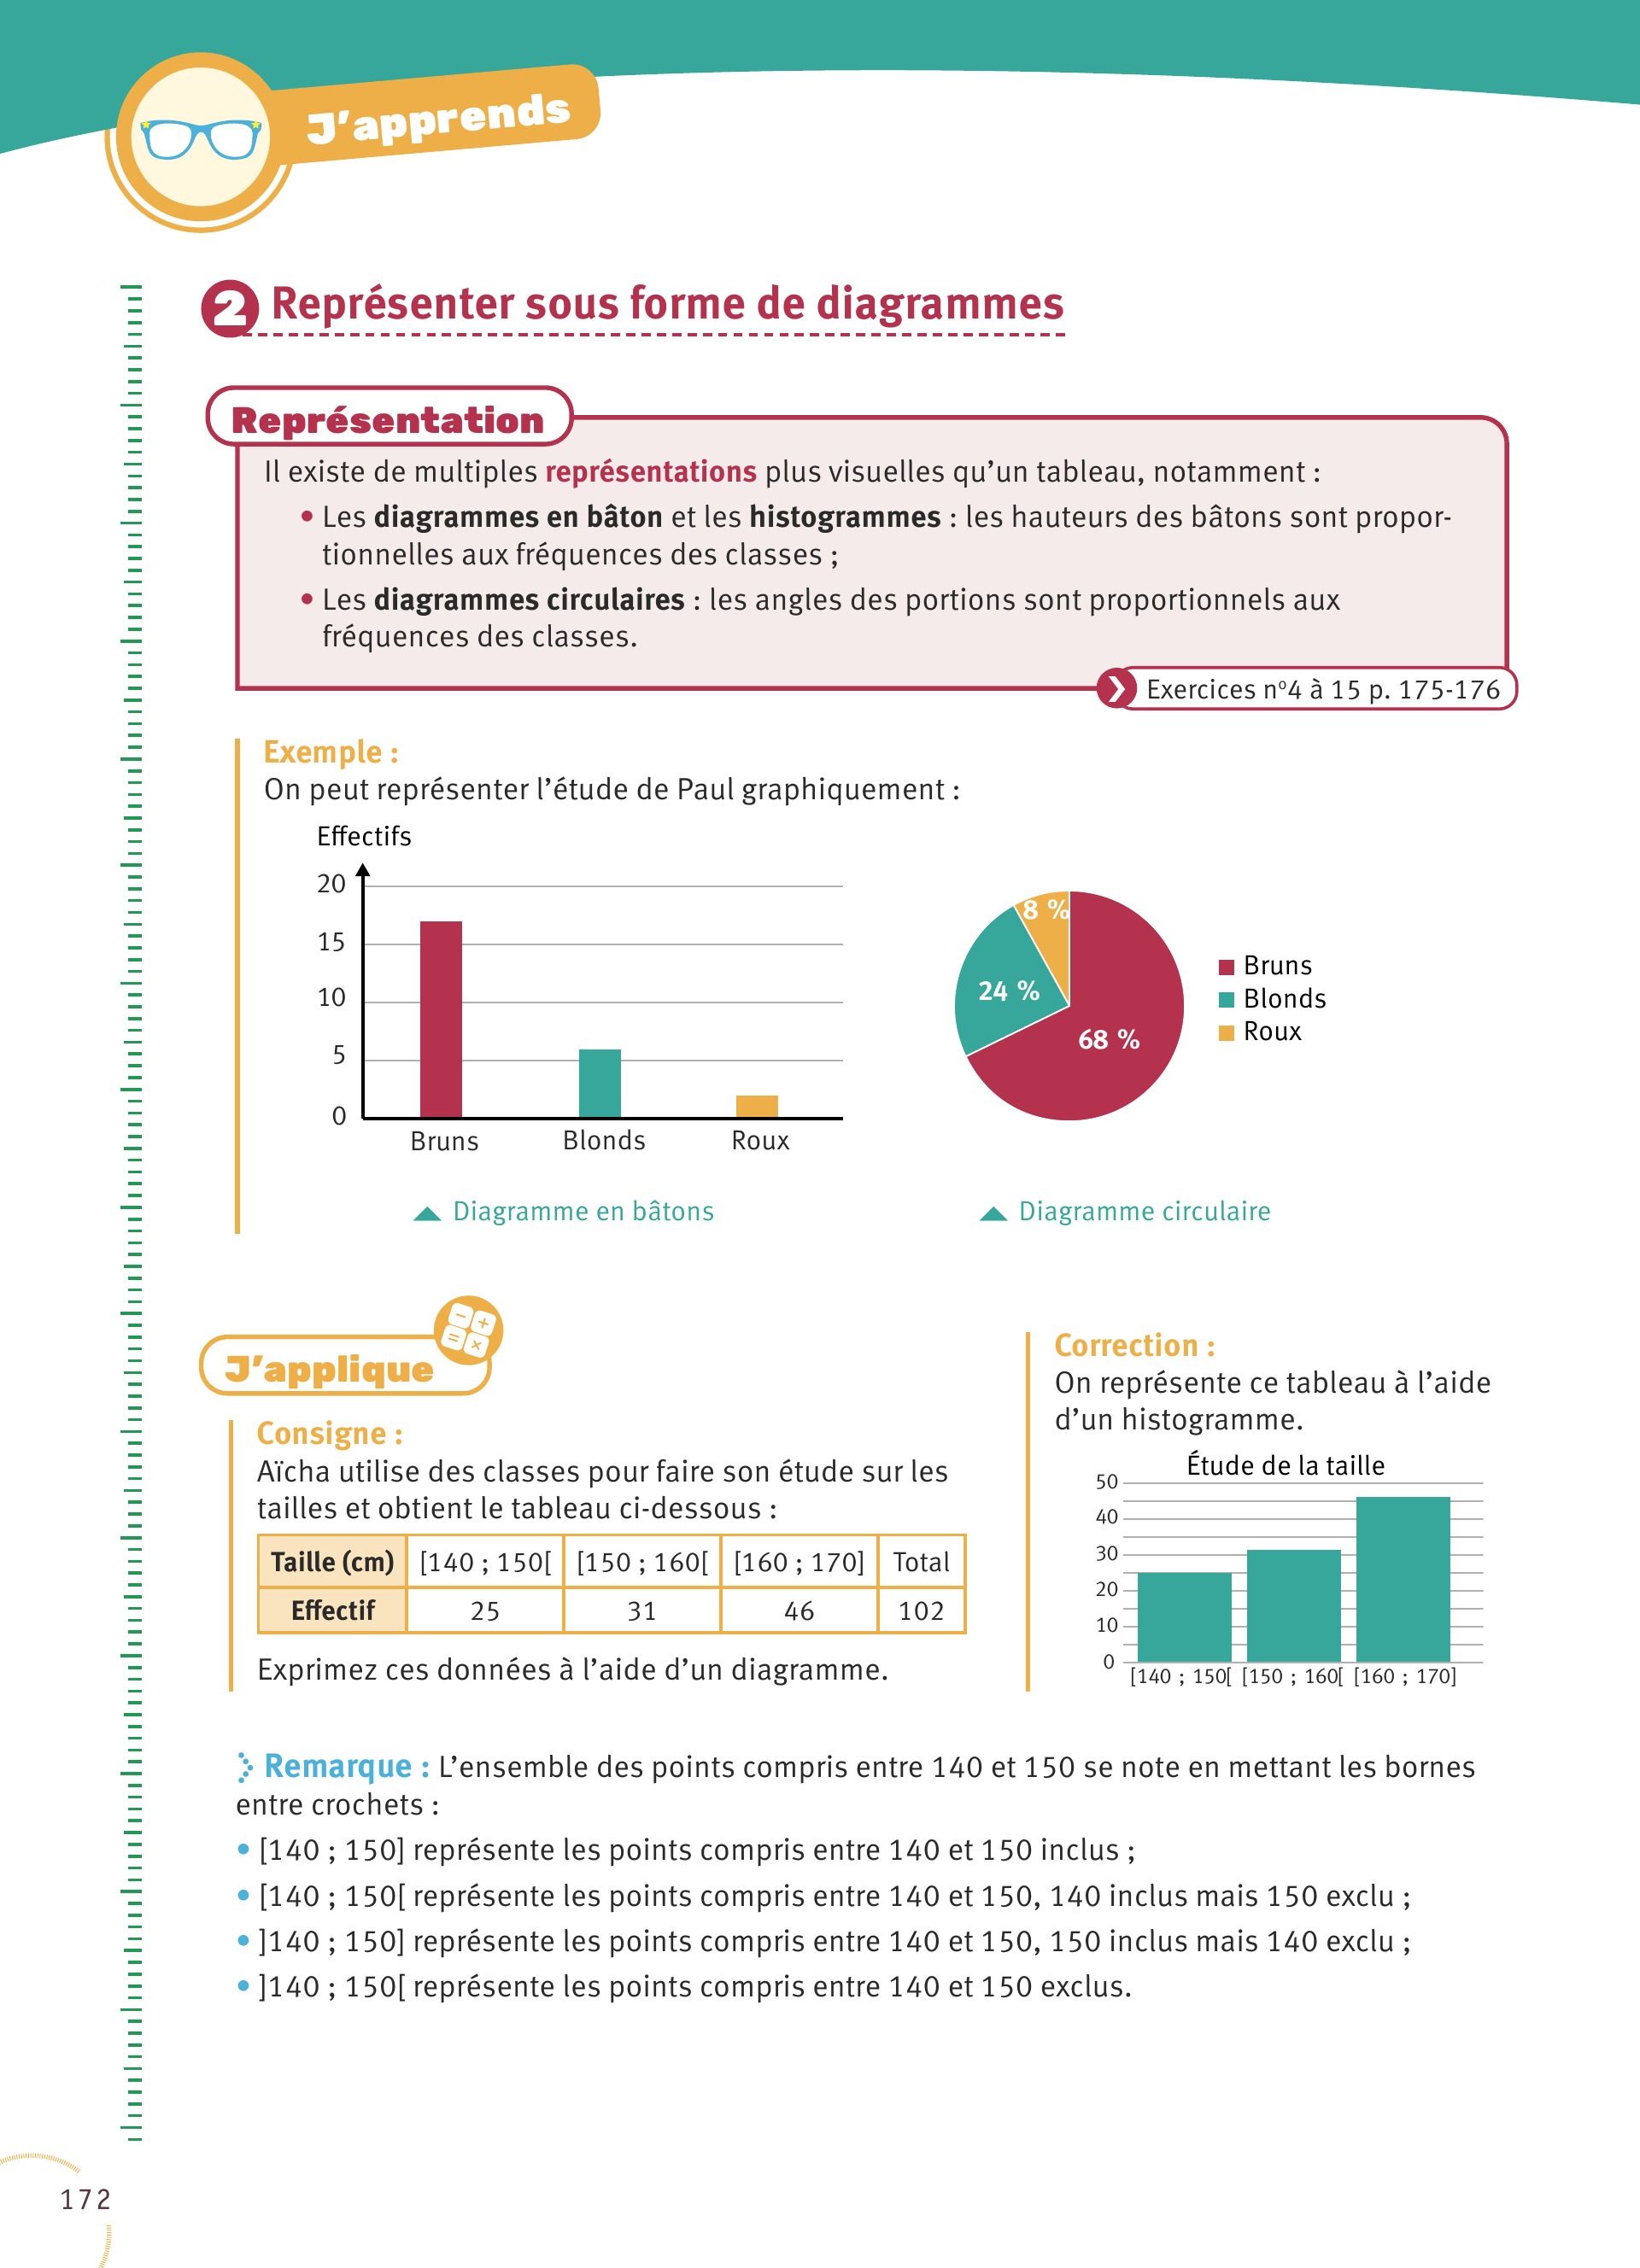 J'apprends
2 Représenter sous forme de diagrammes
Représentation
Il existe de multiples représentations plus visuelles qu'un tableau, notamment :
• Les diagrammes en bâton et les histogrammes : les hauteurs des bâtons sont propor-
tionnelles aux fréquences des classes ;
• Les diagrammes circulaires : les angles des portions sont proportionnels aux
fréquences des classes.
Exercices nº4 à 15 p. 175-176
Exemple :
On peut représenter l'étude de Paul graphiquement :
Effectifs
20
15
10
5
0
Bruns Blonds Roux
Diagramme en bâtons
8 %
24 %
68 %
Bruns
Blonds
Roux
Diagramme circulaire
J'applique
Consigne :
Aïcha utilise des classes pour faire son étude sur les
tailles et obtient le tableau ci-dessous :
Taille (cm) [140 ; 150[ [150 ; 160[ [160 ; 170] Total
Effectif 25 31 46 102
Exprimez ces données à l'aide d'un diagramme.
Correction :
On représente ce tableau à l'aide
d'un histogramme.
Étude de la taille
50
40
30
20
10
0
[140 ; 150[ [150 ; 160[ [160 ; 170]
Remarque : L'ensemble des points compris entre 140 et 150 se note en mettant les bornes
entre crochets :
• [140 ; 150] représente les points compris entre 140 et 150 inclus ;
• [140 ; 150[ représente les points compris entre 140 et 150, 140 inclus mais 150 exclu ;
• ]140 ; 150] représente les points compris entre 140 et 150, 150 inclus mais 140 exclu ;
• ]140 ; 150[ représente les points compris entre 140 et 150 exclus.
172